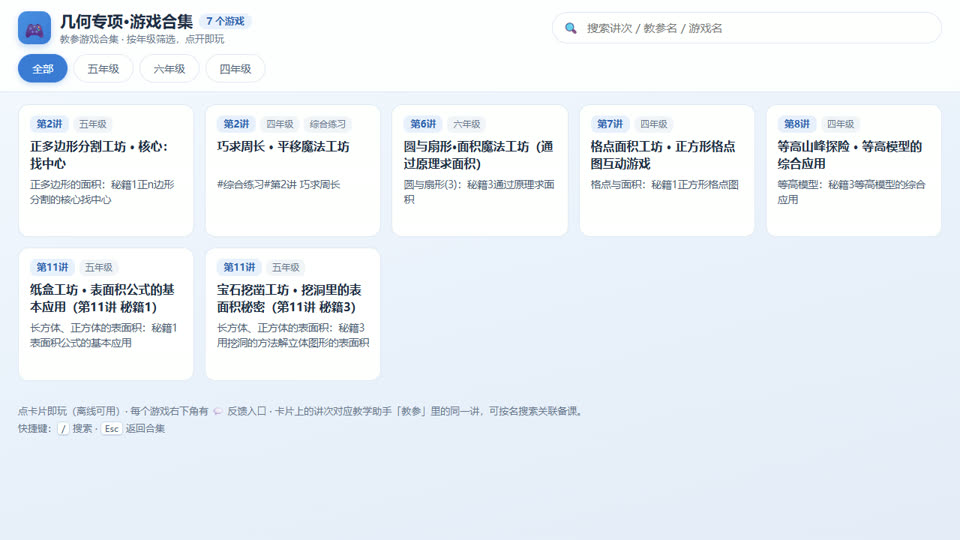 几何专项·游戏合集 7 个游戏
教参游戏合集 · 按年级筛选，点开即玩
搜索讲次 / 教参名 / 游戏名
全部 五年级 六年级 四年级
第2讲 五年级
正多边形分割工坊 · 核心：
找中心
正多边形的面积：秘籍1正n边形
分割的核心找中心
第2讲 四年级 综合练习
巧求周长 · 平移魔法工坊
#综合练习#第2讲 巧求周长
第6讲 六年级
圆与扇形·面积魔法工坊（通
过原理求面积）
圆与扇形(3)：秘籍3通过原理求面
积
第7讲 四年级
格点面积工坊 · 正方形格点
图互动游戏
格点与面积：秘籍1正方形格点图
第8讲 四年级
等高山峰探险 · 等高模型的
综合应用
等高模型：秘籍3等高模型的综合
应用
第11讲 五年级
纸盒工坊 · 表面积公式的基
本应用（第11讲 秘籍1）
长方体、正方体的表面积：秘籍1
表面积公式的基本应用
第11讲 五年级
宝石挖凿工坊 · 挖洞里的表
面积秘密（第11讲 秘籍3）
长方体、正方体的表面积：秘籍3
用挖洞的方法解立体图形的表面积
点卡片即玩（离线可用）· 每个游戏右下角有 反馈入口 · 卡片上的讲次对应教学助手「教参」里的同一讲，可按名搜索关联备课。
快捷键： / 搜索 · Esc 返回合集